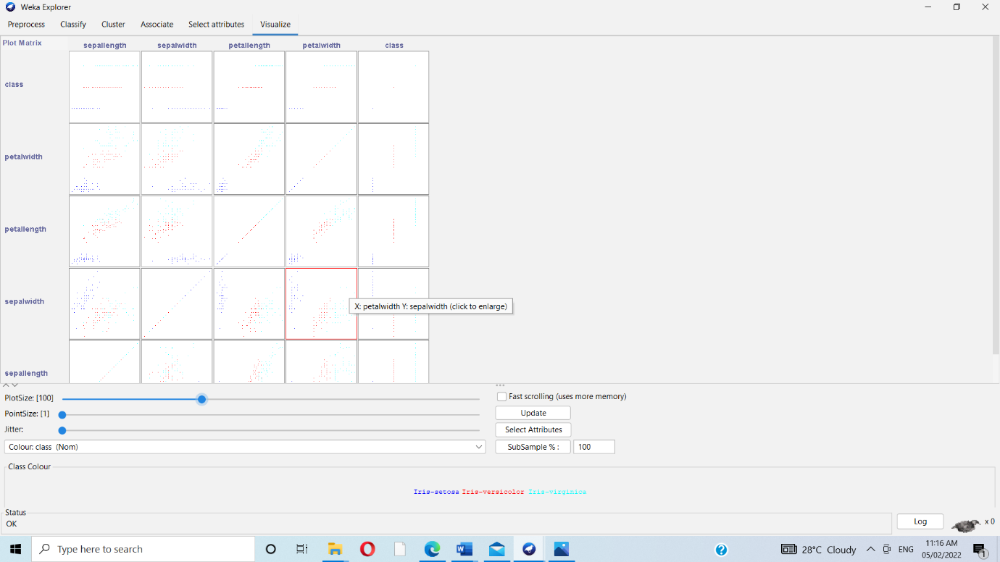 Weka Explorer
Preprocess Classify Cluster Associate Select attributes Visualize
Plot Matrix sepallength sepalwidth petallength petalwidth class
class
petalwidth
petallength
sepalwidth
X: petalwidth Y: sepalwidth (click to enlarge)
sepallength
PlotSize: [100] Fast scrolling (uses more memory)
PointSize: [1] Update
Jitter: Select Attributes
Colour: class (Nom) SubSample % : 100
Class Colour
Iris-setosa Iris-versicolor Iris-virginica
Status
OK Log x 0
Type here to search 28°C Cloudy ENG 11:16 AM
05/02/2022 1